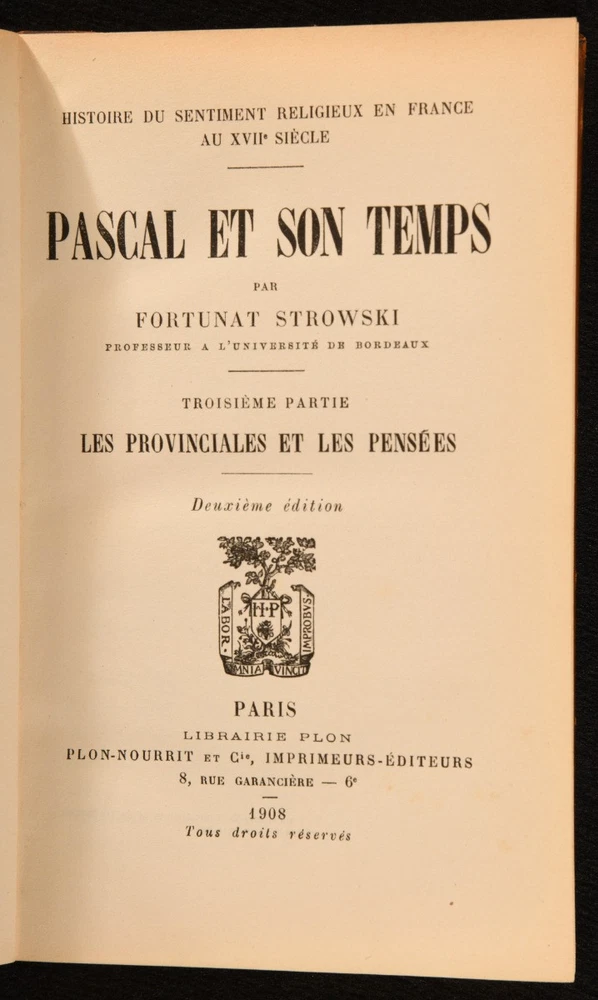 HISTOIRE DU SENTIMENT RELIGIEUX EN FRANCE
AU XVIIe SIÈCLE
PASCAL ET SON TEMPS
PAR
FORTUNAT STROWSKI
PROFESSEUR A L'UNIVERSITÉ DE BORDEAUX
TROISIÈME PARTIE
LES PROVINCIALES ET LES PENSÉES
Deuxième édition
LABOR
H·P
IMPROBVS
OMNIA VINCIT
PARIS
LIBRAIRIE PLON
PLON-NOURRIT ET Cie, IMPRIMEURS-ÉDITEURS
8, RUE GARANCIÈRE — 6e
1908
Tous droits réservés